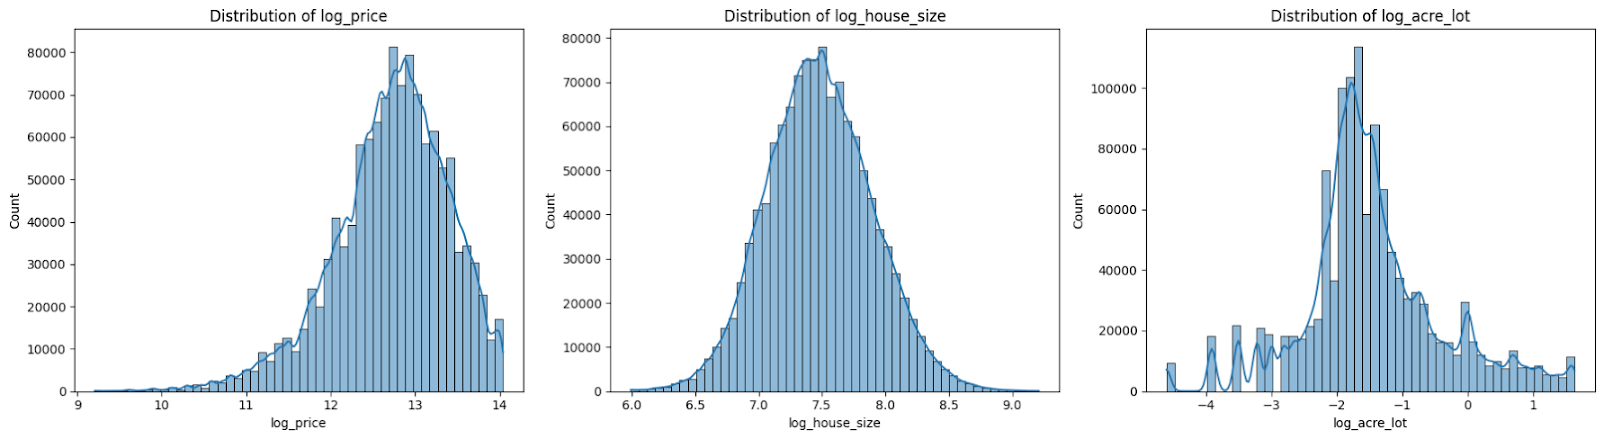 Distribution of log_price
80000
70000
60000
50000
40000
30000
20000
10000
0
Count
9 10 11 12 13 14
log_price
Distribution of log_house_size
80000
70000
60000
50000
40000
30000
20000
10000
0
Count
6.0 6.5 7.0 7.5 8.0 8.5 9.0
log_house_size
Distribution of log_acre_lot
100000
80000
60000
40000
20000
0
Count
−4 −3 −2 −1 0 1
log_acre_lot